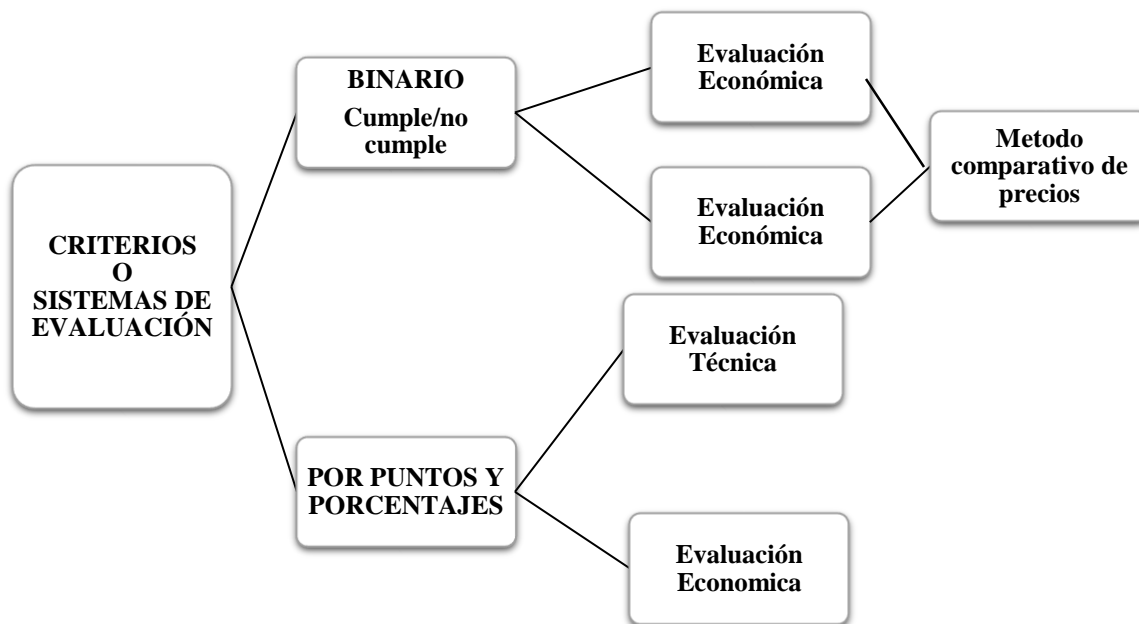 CRITERIOS
O
SISTEMAS DE
EVALUACIÓN
BINARIO
Cumple/no
cumple
Evaluación
Económica
Evaluación
Económica
Metodo
comparativo de
precios
POR PUNTOS Y
PORCENTAJES
Evaluación
Técnica
Evaluación
Economica